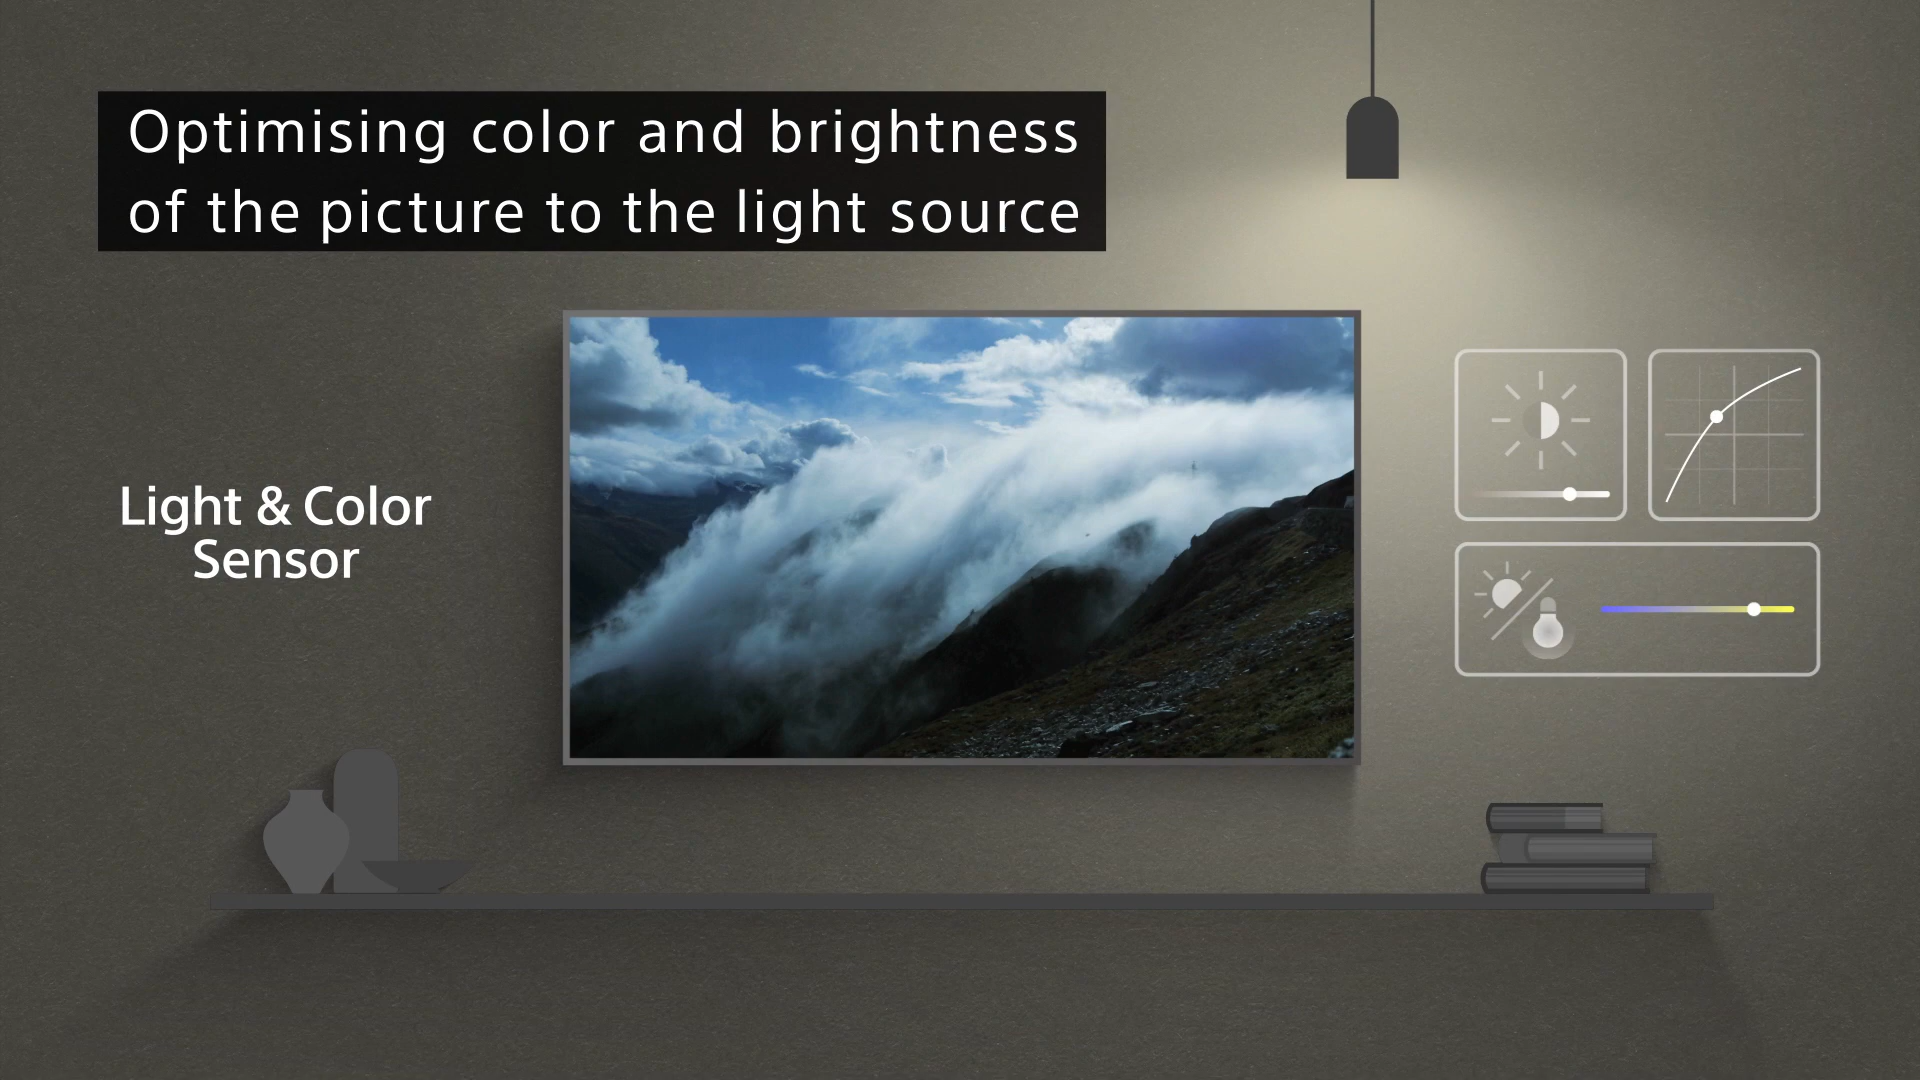 Optimising color and brightness
of the picture to the light source
Light & Color
Sensor